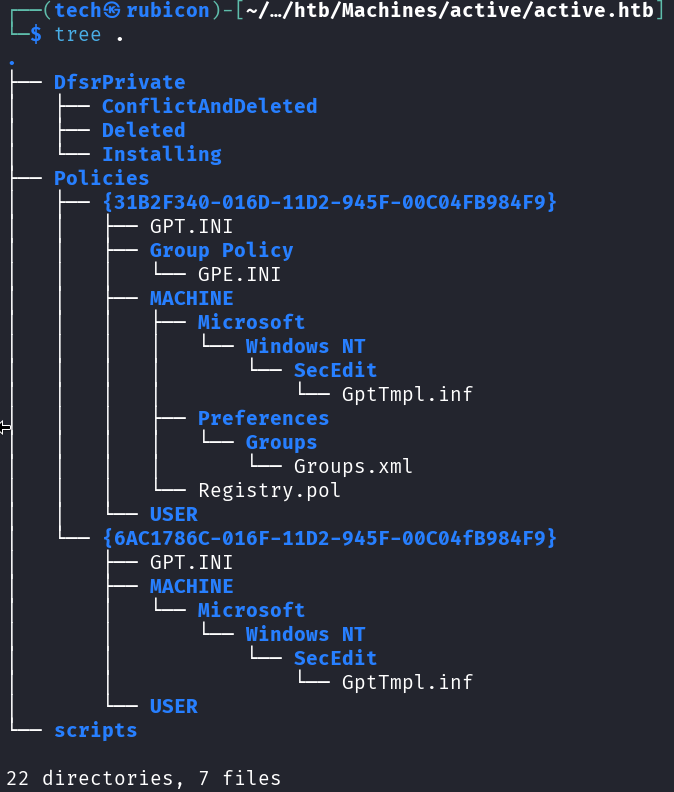 ┌──(tech㉿rubicon)-[~/…/htb/Machines/active/active.htb]
└─$ tree .
.
├── DfsrPrivate
│   ├── ConflictAndDeleted
│   ├── Deleted
│   └── Installing
├── Policies
│   ├── {31B2F340-016D-11D2-945F-00C04FB984F9}
│   │   ├── GPT.INI
│   │   ├── Group Policy
│   │   │   └── GPE.INI
│   │   ├── MACHINE
│   │   │   ├── Microsoft
│   │   │   │   └── Windows NT
│   │   │   │       └── SecEdit
│   │   │   │           └── GptTmpl.inf
│   │   │   ├── Preferences
│   │   │   │   └── Groups
│   │   │   │       └── Groups.xml
│   │   │   └── Registry.pol
│   │   └── USER
│   └── {6AC1786C-016F-11D2-945F-00C04fB984F9}
│       ├── GPT.INI
│       ├── MACHINE
│       │   └── Microsoft
│       │       └── Windows NT
│       │           └── SecEdit
│       │               └── GptTmpl.inf
│       └── USER
└── scripts

22 directories, 7 files